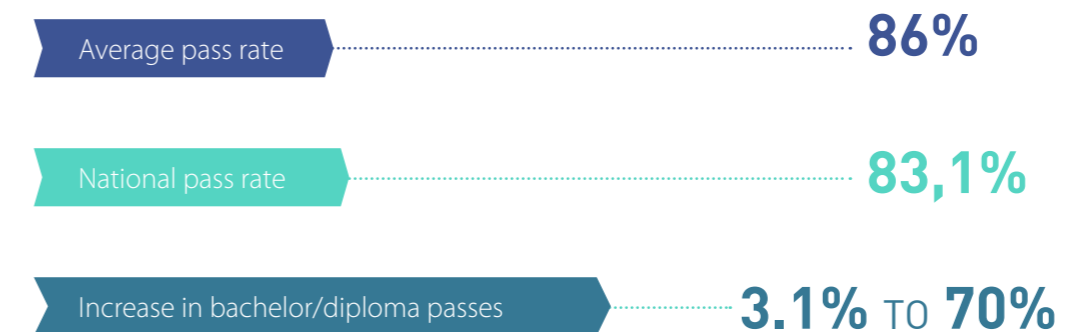 Average pass rate 86%
National pass rate 83,1%
Increase in bachelor/diploma passes 3.1% TO 70%